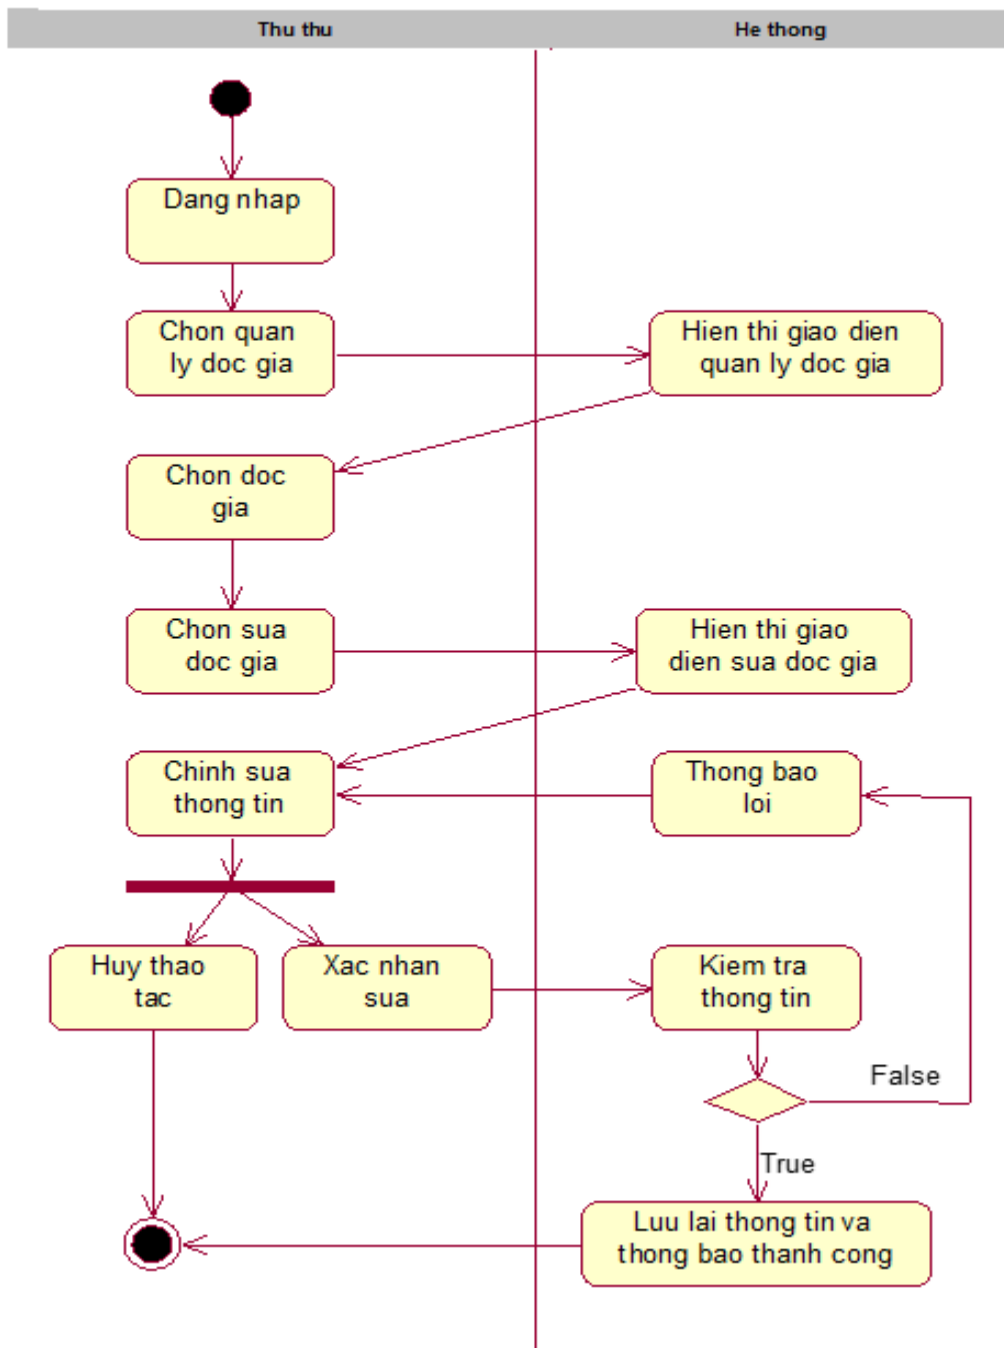 Thu thu
He thong
Dang nhap
Chon quan
ly doc gia
Hien thi giao dien
quan ly doc gia
Chon doc
gia
Chon sua
doc gia
Hien thi giao
dien sua doc gia
Chinh sua
thong tin
Thong bao
loi
Huy thao
tac
Xac nhan
sua
Kiem tra
thong tin
False
True
Luu lai thong tin va
thong bao thanh cong